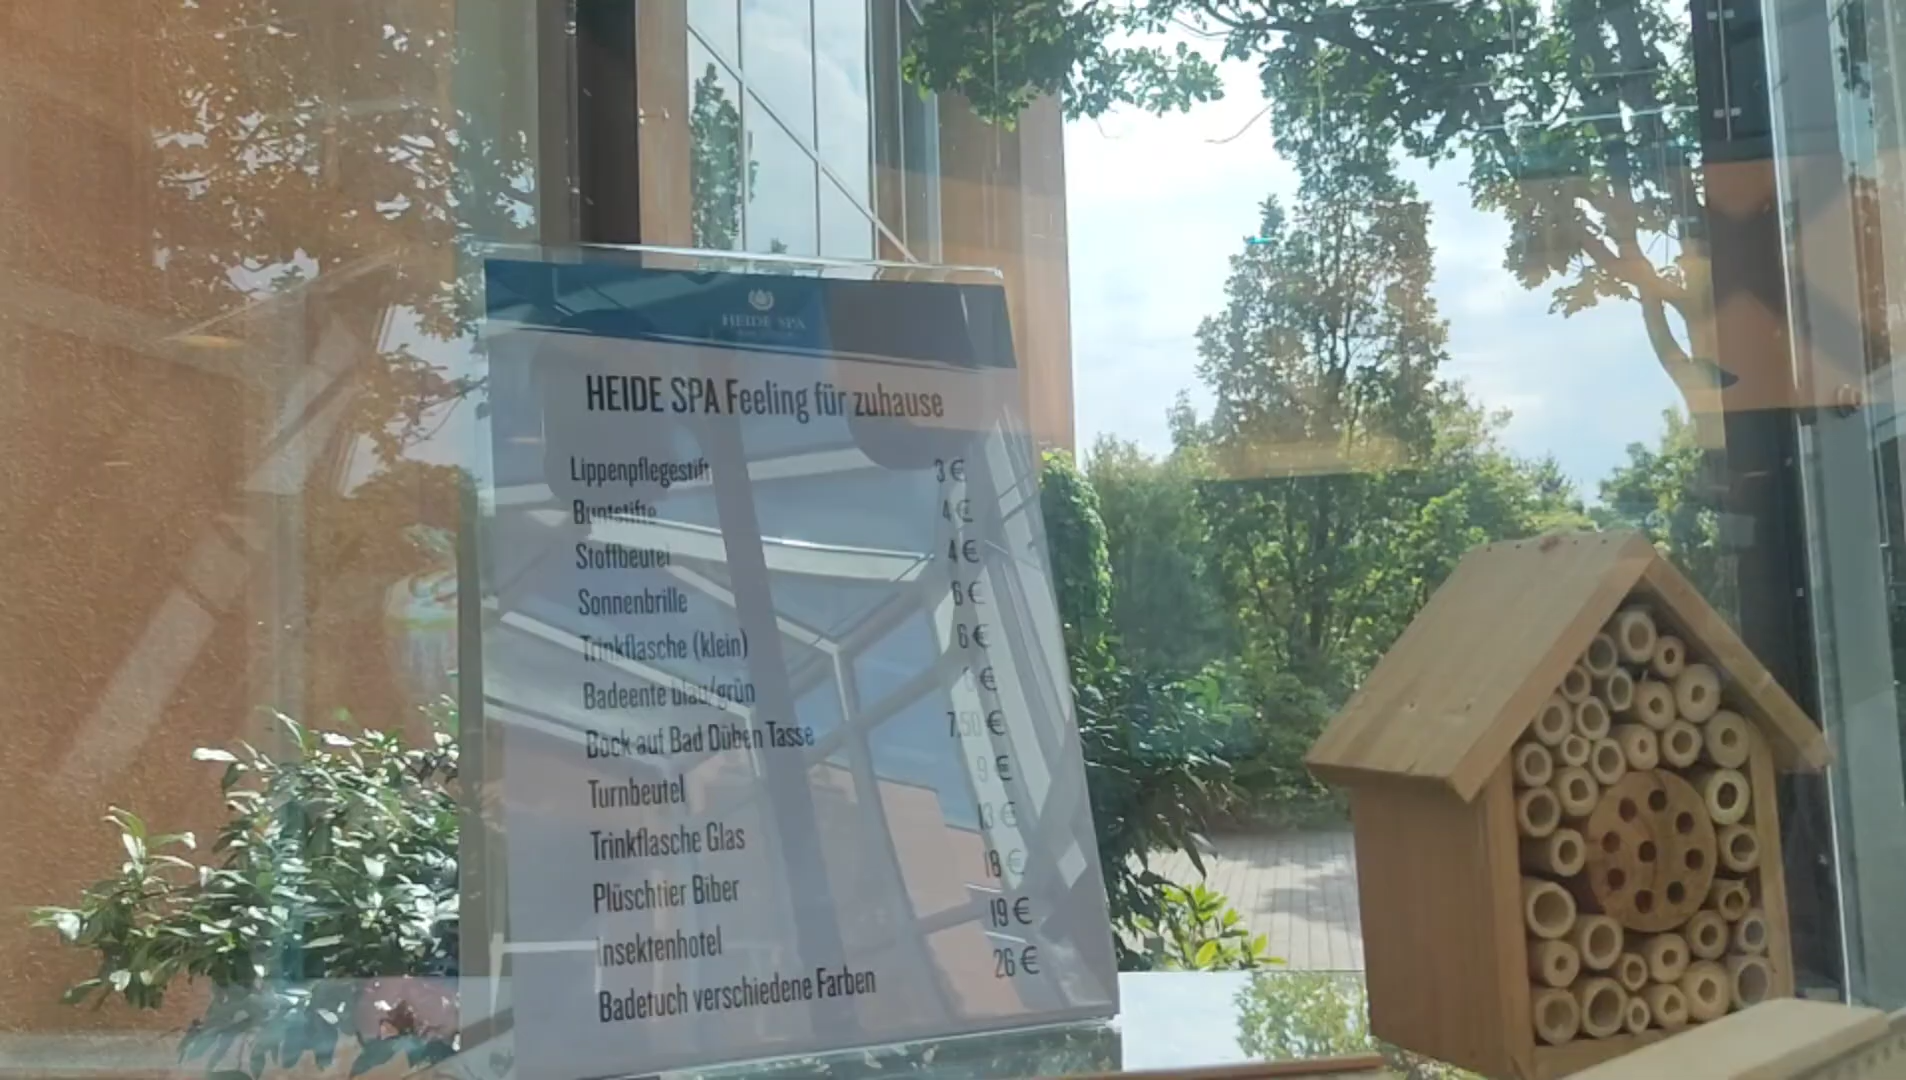 HEIDE SPA
HEIDE SPA Feeling für zuhause
Lippenpflegestift 3 €
Buntstifte 4 €
Stoffbeutel 4 €
Sonnenbrille 6 €
Trinkflasche (klein) 6 €
Badeente blau/grün €
Bock auf Bad Düben Tasse 7,50 €
Turnbeutel 9 €
Trinkflasche Glas 13 €
Plüschtier Biber 18 €
Insektenhotel 19 €
Badetuch verschiedene Farben 26 €